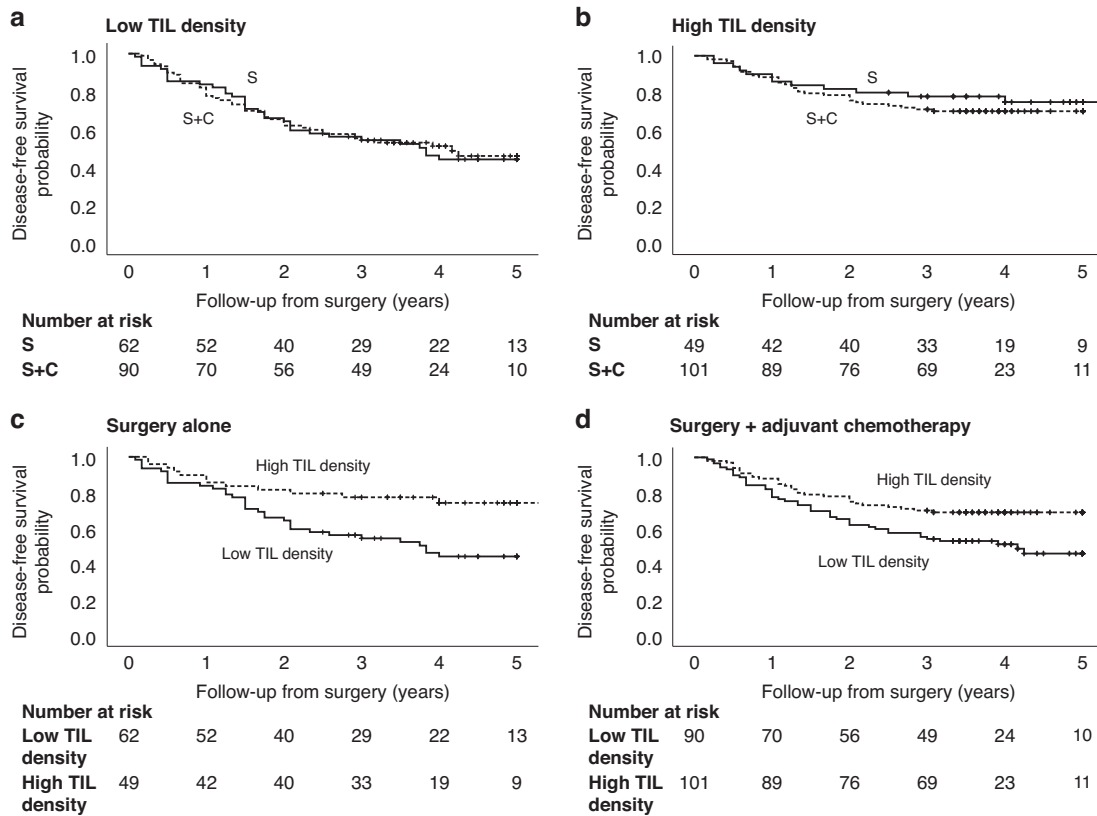 a
Low TIL density
Disease-free survival
probability
1.0
0.8
0.6
0.4
0.2
0.0
S
S+C
0 1 2 3 4 5
Follow-up from surgery (years)
Number at risk
S 62 52 40 29 22 13
S+C 90 70 56 49 24 10
b
High TIL density
Disease-free survival
probability
1.0
0.8
0.6
0.4
0.2
0.0
S
S+C
0 1 2 3 4 5
Follow-up from surgery (years)
Number at risk
S 49 42 40 33 19 9
S+C 101 89 76 69 23 11
c
Surgery alone
Disease-free survival
probability
1.0
0.8
0.6
0.4
0.2
0.0
High TIL density
Low TIL density
0 1 2 3 4 5
Follow-up from surgery (years)
Number at risk
Low TIL 62 52 40 29 22 13
density
High TIL 49 42 40 33 19 9
density
d
Surgery + adjuvant chemotherapy
Disease-free survival
probability
1.0
0.8
0.6
0.4
0.2
0.0
High TIL density
Low TIL density
0 1 2 3 4 5
Follow-up from surgery (years)
Number at risk
Low TIL 90 70 56 49 24 10
density
High TIL 101 89 76 69 23 11
density